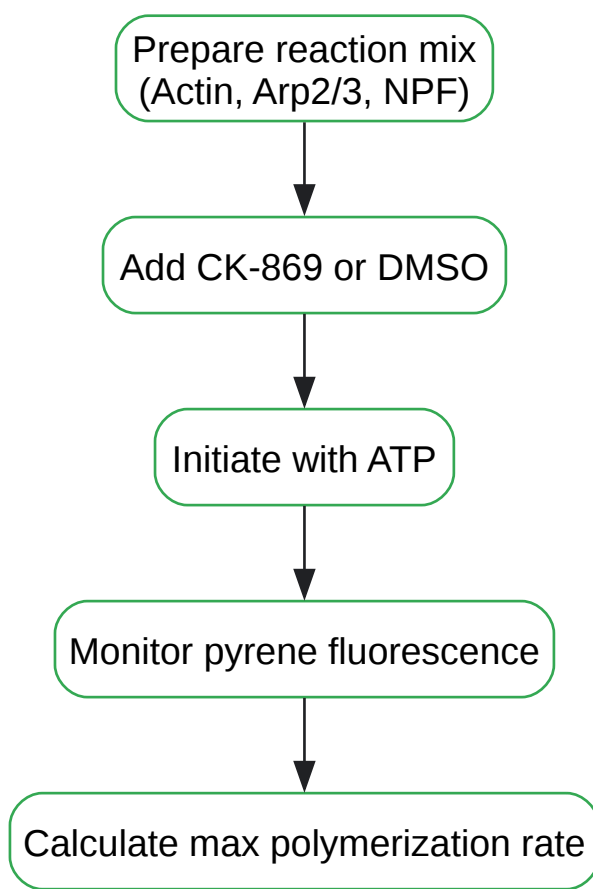 Prepare reaction mix
(Actin, Arp2/3, NPF)
Add CK-869 or DMSO
Initiate with ATP
Monitor pyrene fluorescence
Calculate max polymerization rate